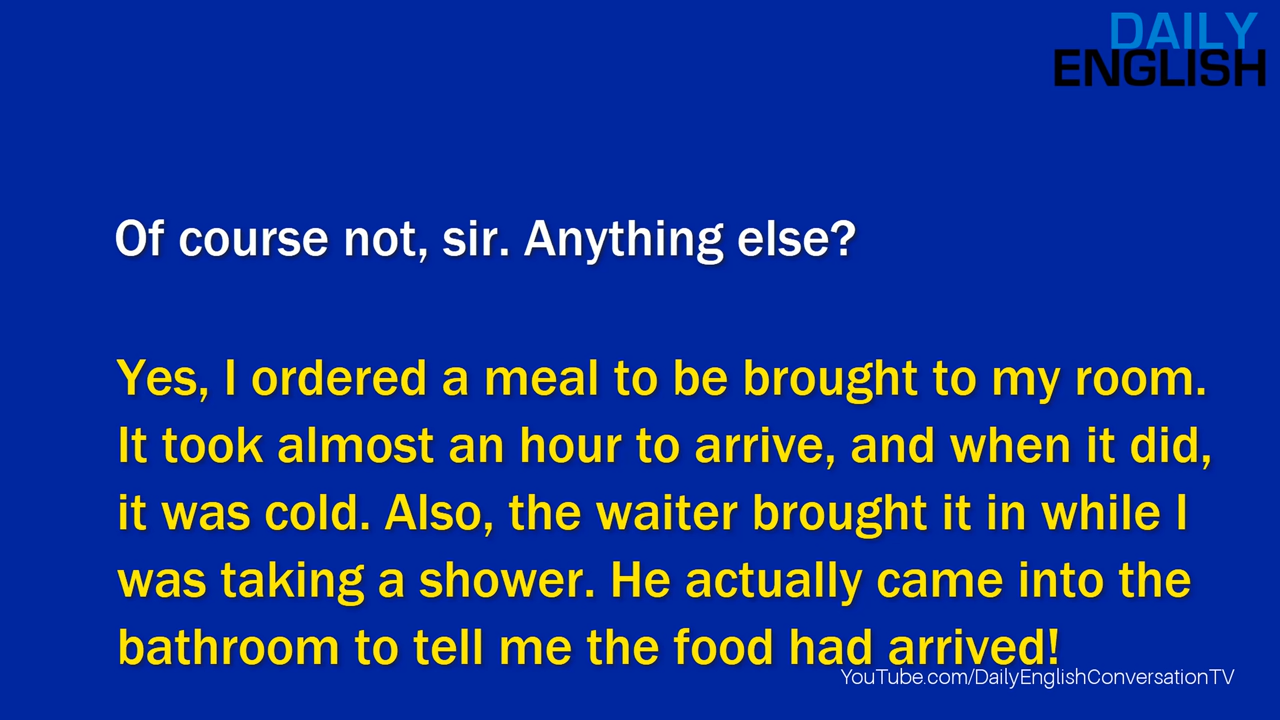 DAILY
ENGLISH
Of course not, sir. Anything else?
Yes, I ordered a meal to be brought to my room.
It took almost an hour to arrive, and when it did,
it was cold. Also, the waiter brought it in while I
was taking a shower. He actually came into the
bathroom to tell me the food had arrived!
YouTube.com/DailyEnglishConversationTV